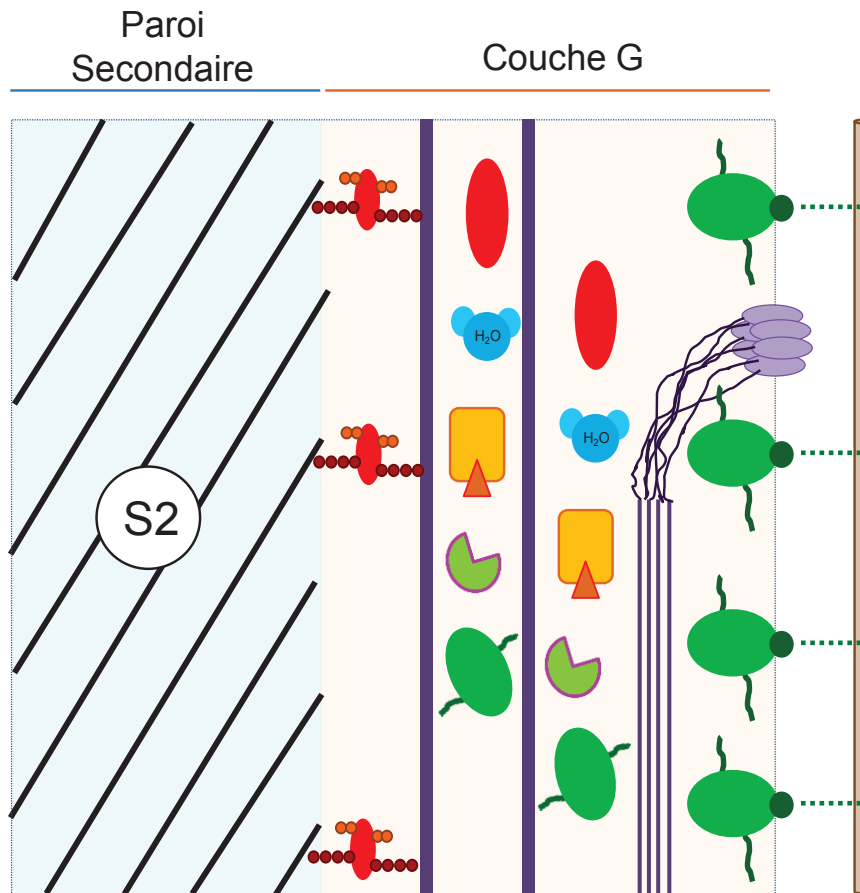 Paroi
Secondaire
Couche G
H₂O
H₂O
S2